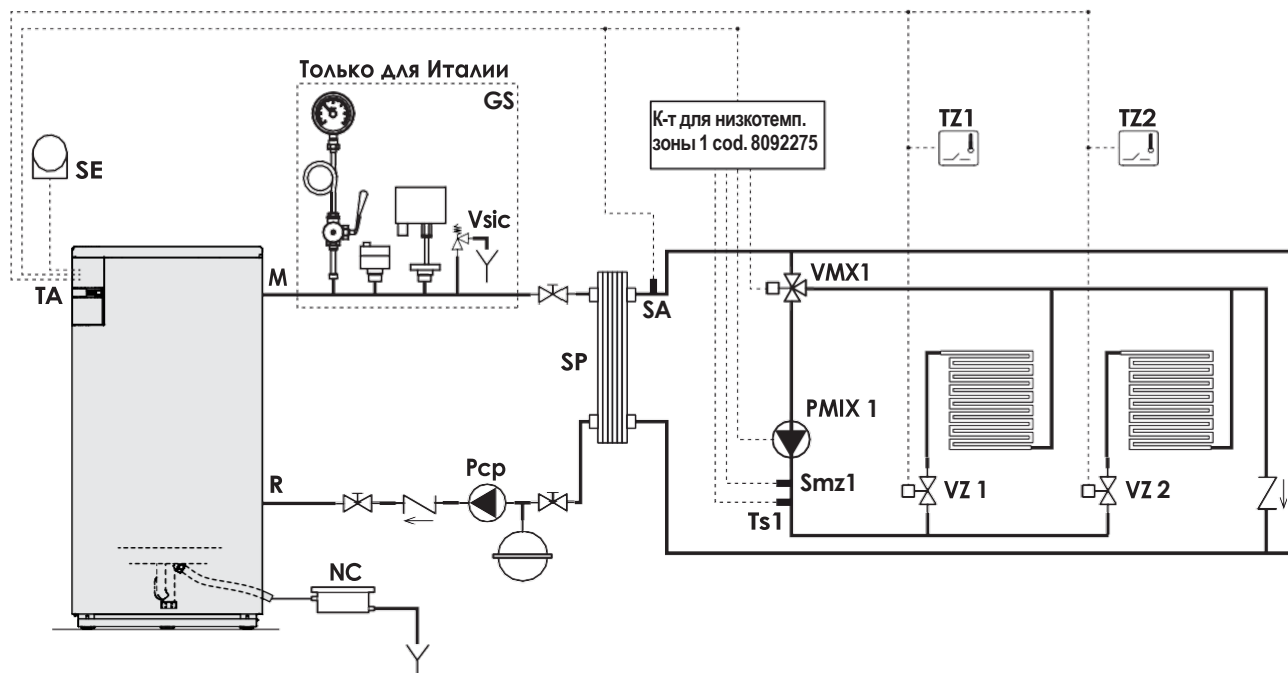 Только для Италии
GS
К-т для низкотемп.
зоны 1 cod. 8092275
TZ1
TZ2
SE
Vsic
M
TA
SA
VMX1
SP
PMIX 1
Pcp
R
Smz1
Ts1
VZ 1
VZ 2
NC